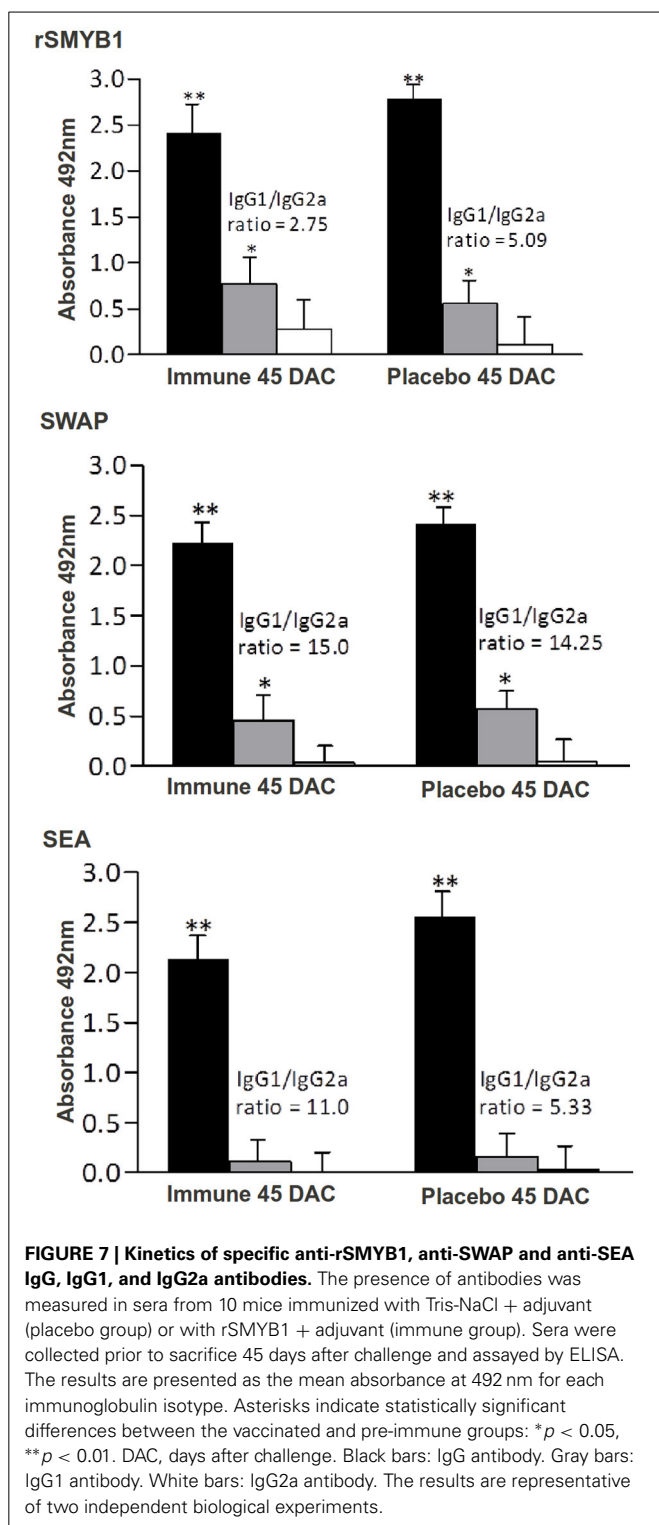 rSMYB1
Absorbance 492nm
3.0
2.5
2.0
1.5
1.0
0.5
0.0
**
IgG1/IgG2a
ratio = 2.75
*
**
IgG1/IgG2a
ratio = 5.09
*
Immune 45 DAC
Placebo 45 DAC
SWAP
Absorbance 492nm
3.0
2.5
2.0
1.5
1.0
0.5
0.0
**
IgG1/IgG2a
ratio = 15.0
*
**
IgG1/IgG2a
ratio = 14.25
*
Immune 45 DAC
Placebo 45 DAC
SEA
Absorbance 492nm
3.0
2.5
2.0
1.5
1.0
0.5
0.0
**
IgG1/IgG2a
ratio = 11.0
**
IgG1/IgG2a
ratio = 5.33
Immune 45 DAC
Placebo 45 DAC
FIGURE 7 | Kinetics of specific anti-rSMYB1, anti-SWAP and anti-SEA
IgG, IgG1, and IgG2a antibodies. The presence of antibodies was
measured in sera from 10 mice immunized with Tris-NaCl + adjuvant
(placebo group) or with rSMYB1 + adjuvant (immune group). Sera were
collected prior to sacrifice 45 days after challenge and assayed by ELISA.
The results are presented as the mean absorbance at 492 nm for each
immunoglobulin isotype. Asterisks indicate statistically significant
differences between the vaccinated and pre-immune groups: *p < 0.05,
**p < 0.01. DAC, days after challenge. Black bars: IgG antibody. Gray bars:
IgG1 antibody. White bars: IgG2a antibody. The results are representative
of two independent biological experiments.